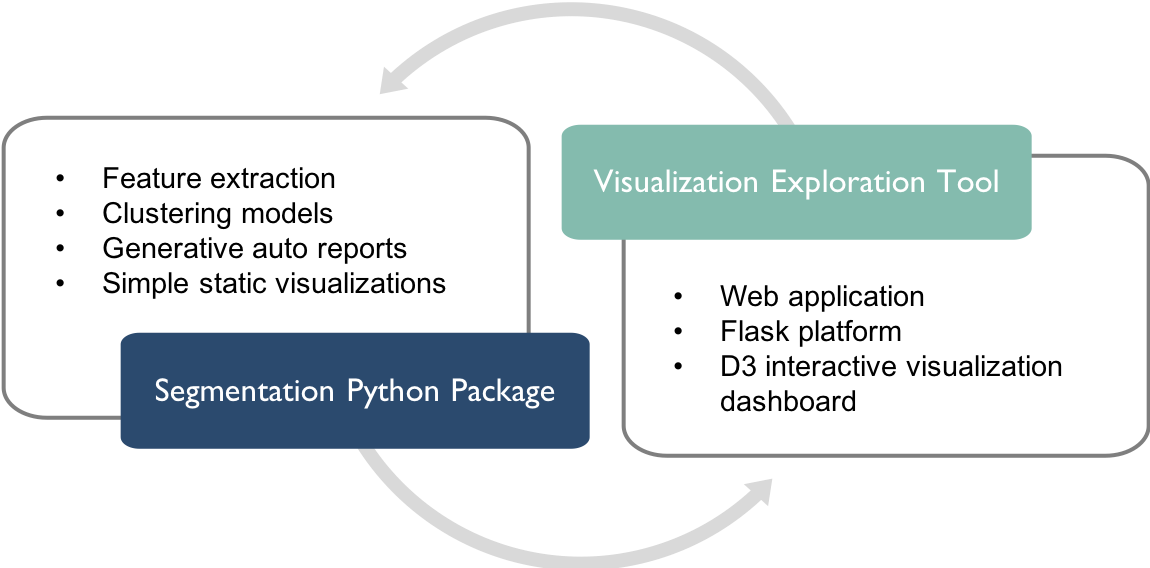 • Feature extraction
• Clustering models
• Generative auto reports
• Simple static visualizations
Segmentation Python Package
Visualization Exploration Tool
• Web application
• Flask platform
• D3 interactive visualization
dashboard